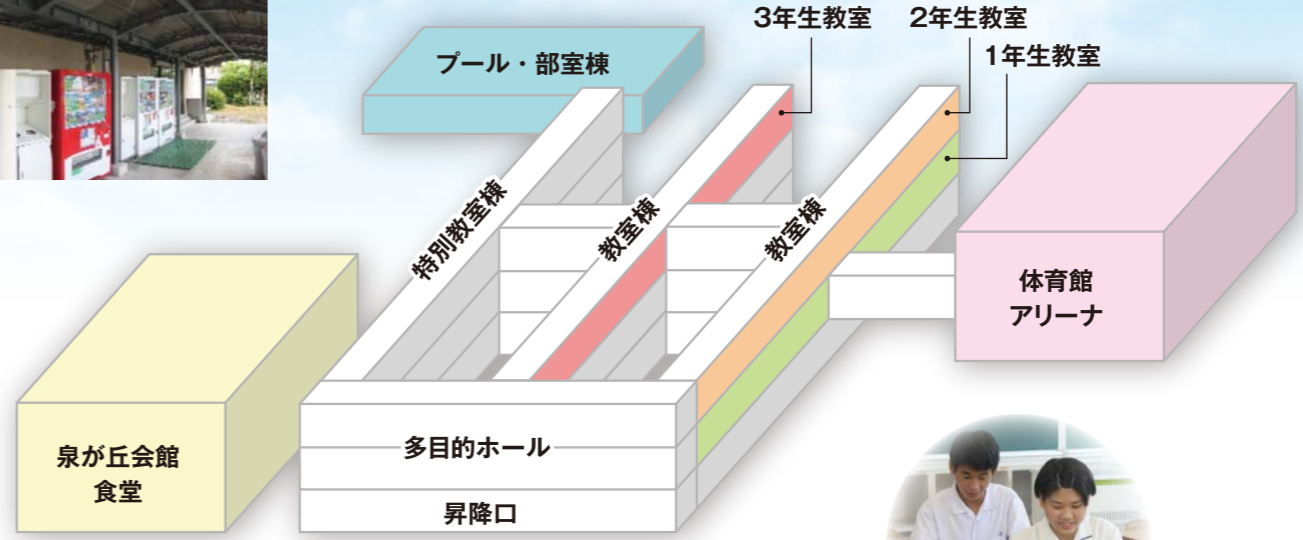 3年生教室
2年生教室
1年生教室
プール・部室棟
特別教室棟
教室棟
教室棟
体育館
アリーナ
泉が丘会館
食堂
多目的ホール
昇降口